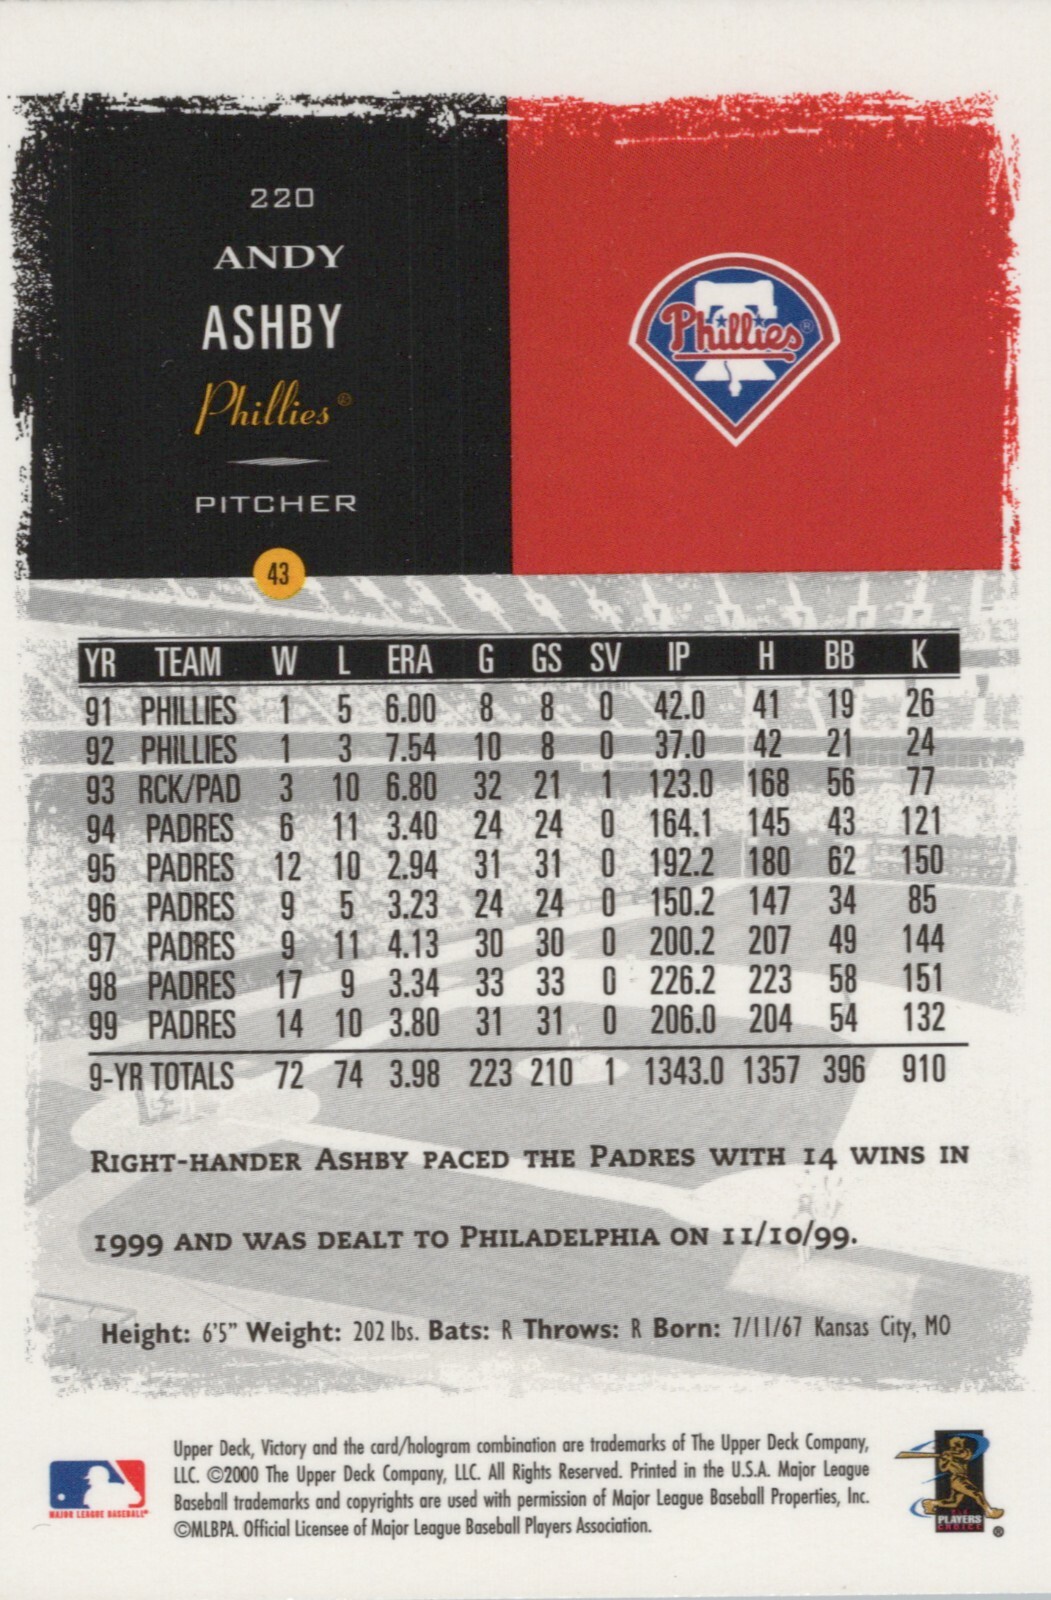 220
ANDY
ASHBY
Phillies®
PITCHER
43
Phillies®
YR TEAM W L ERA G GS SV IP H BB K
91 PHILLIES 1 5 6.00 8 8 0 42.0 41 19 26
92 PHILLIES 1 3 7.54 10 8 0 37.0 42 21 24
93 RCK/PAD 3 10 6.80 32 21 1 123.0 168 56 77
94 PADRES 6 11 3.40 24 24 0 164.1 145 43 121
95 PADRES 12 10 2.94 31 31 0 192.2 180 62 150
96 PADRES 9 5 3.23 24 24 0 150.2 147 34 85
97 PADRES 9 11 4.13 30 30 0 200.2 207 49 144
98 PADRES 17 9 3.34 33 33 0 226.2 223 58 151
99 PADRES 14 10 3.80 31 31 0 206.0 204 54 132
9-YR TOTALS 72 74 3.98 223 210 1 1343.0 1357 396 910
RIGHT-HANDER ASHBY PACED THE PADRES WITH 14 WINS IN
1999 AND WAS DEALT TO PHILADELPHIA ON 11/10/99.
Height: 6'5" Weight: 202 lbs. Bats: R Throws: R Born: 7/11/67 Kansas City, MO
Upper Deck, Victory and the card/hologram combination are trademarks of The Upper Deck Company,
LLC. ©2000 The Upper Deck Company, LLC. All Rights Reserved. Printed in the U.S.A. Major League
Baseball trademarks and copyrights are used with permission of Major League Baseball Properties, Inc.
©MLBPA. Official Licensee of Major League Baseball Players Association.
MAJOR LEAGUE BASEBALL®
PLAYERS
CHOICE
®